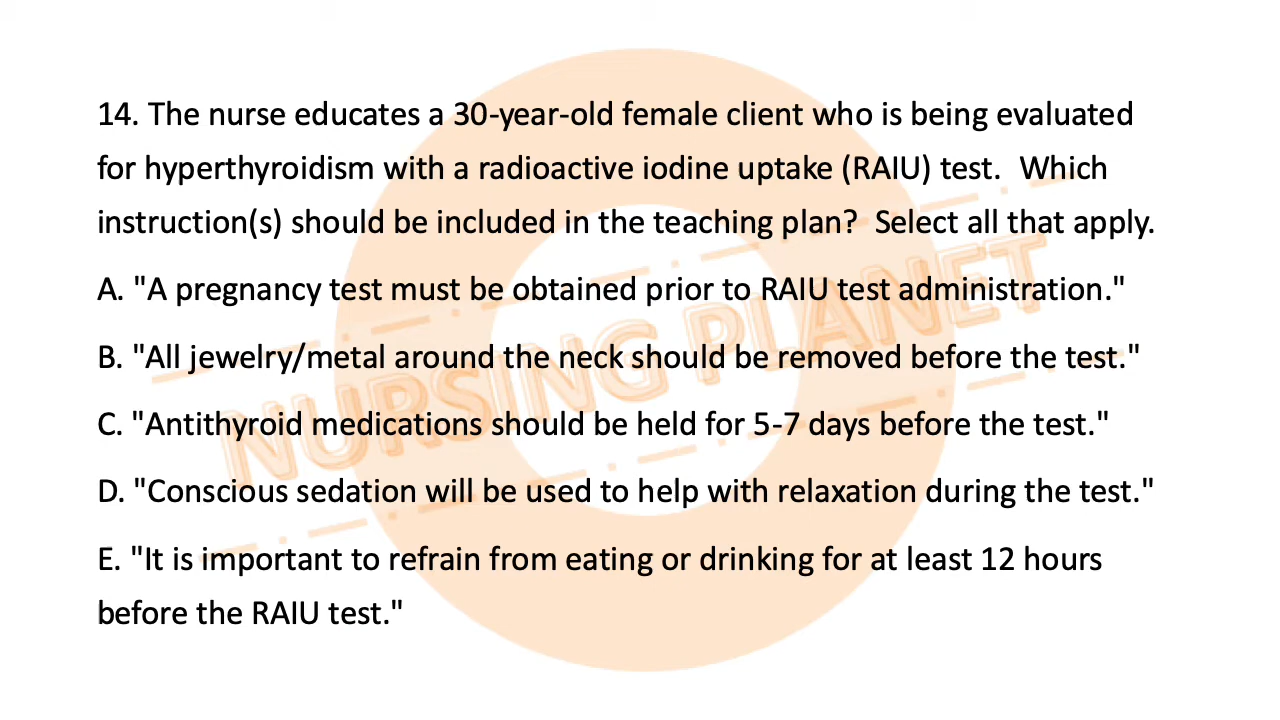 14. The nurse educates a 30-year-old female client who is being evaluated
for hyperthyroidism with a radioactive iodine uptake (RAIU) test.  Which
instruction(s) should be included in the teaching plan?  Select all that apply.
A. "A pregnancy test must be obtained prior to RAIU test administration."
B. "All jewelry/metal around the neck should be removed before the test."
C. "Antithyroid medications should be held for 5-7 days before the test."
D. "Conscious sedation will be used to help with relaxation during the test."
E. "It is important to refrain from eating or drinking for at least 12 hours
before the RAIU test."
NURSING PLANET